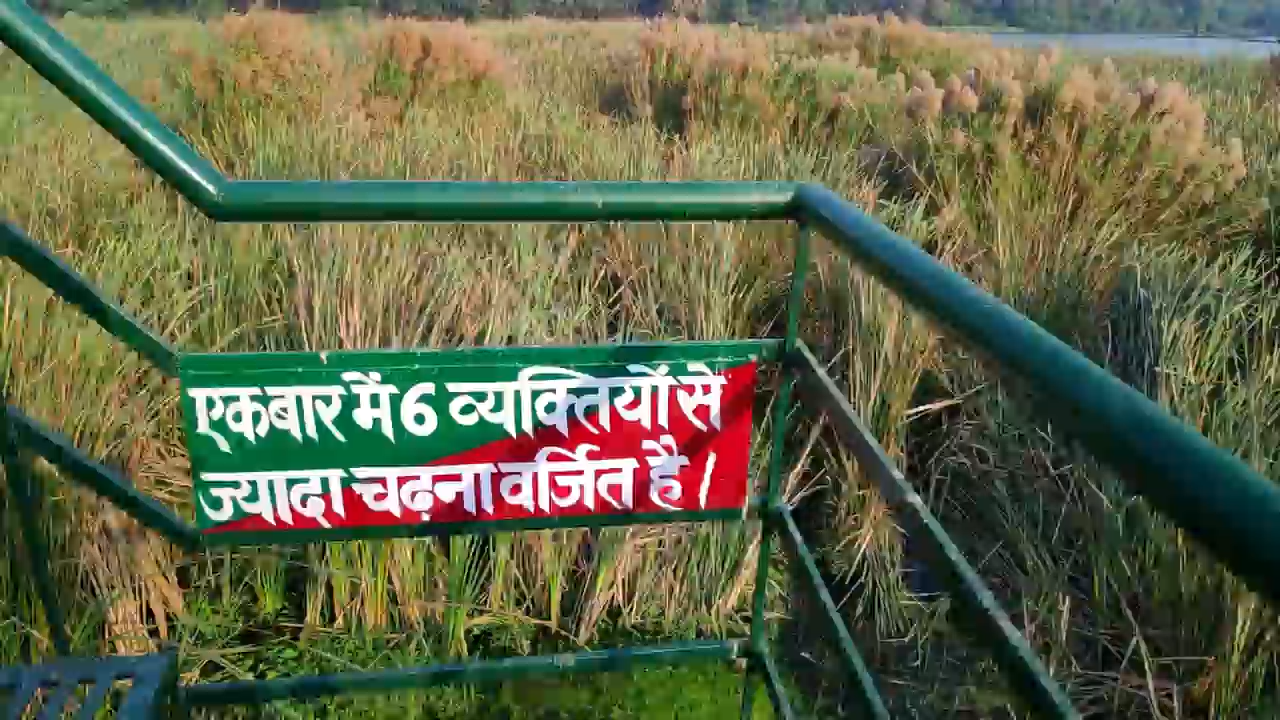 एकबार में 6 व्यक्तियों से
ज्यादा चढ़ना वर्जित है।